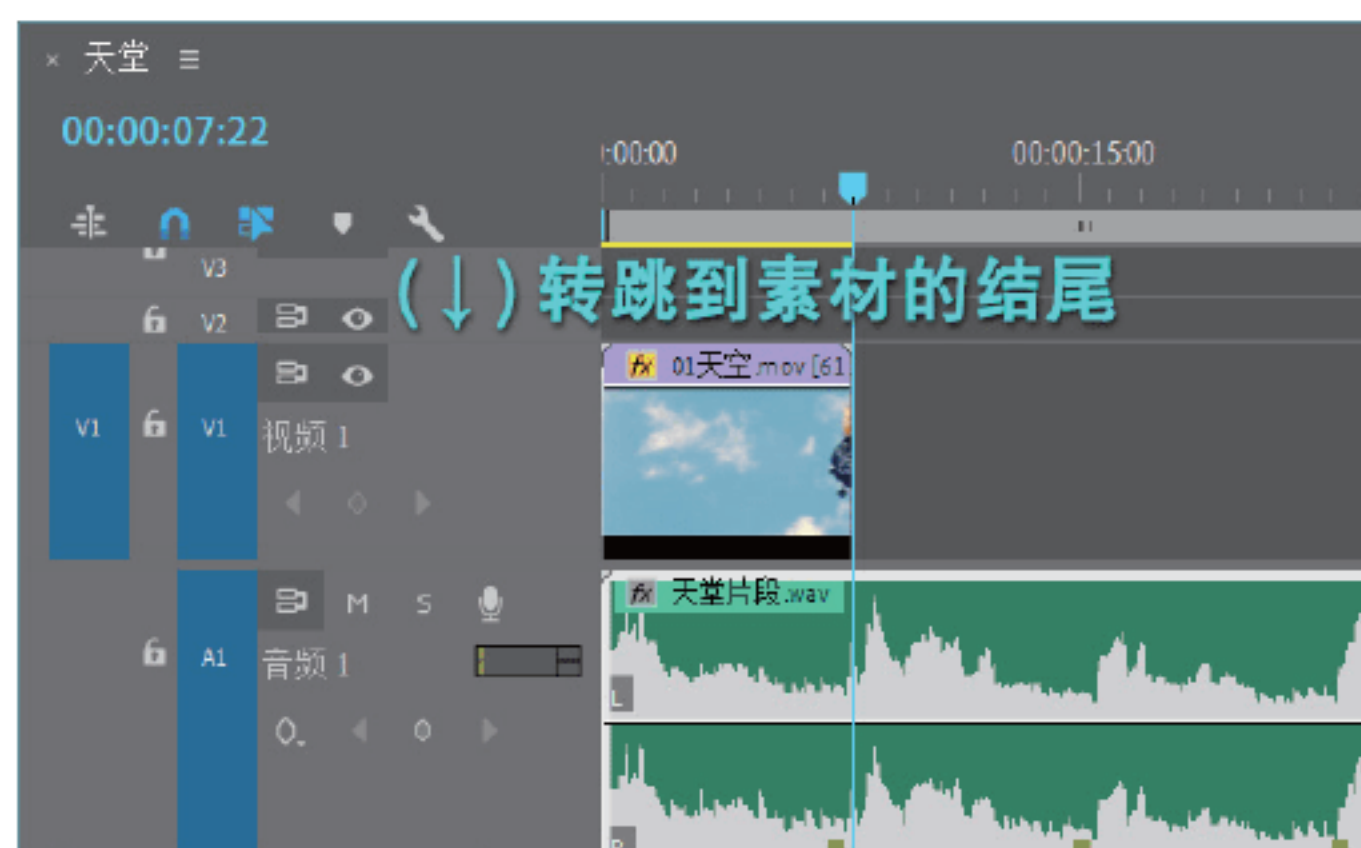 × 天堂 ≡
00:00:07:22
:00:00 00:00:15:00
V3
(↓)转跳到素材的结尾
V2
fx 01天空.mov [61
V1 V1 视频 1
fx 天堂片段.wav
M S
A1 音频 1
L
R